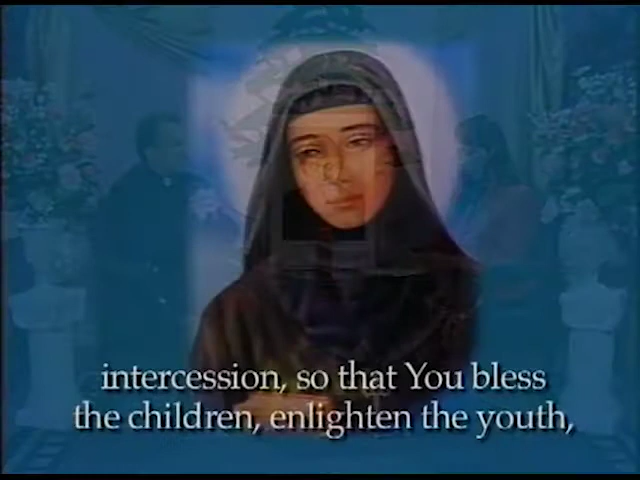 intercession, so that You bless
the children, enlighten the youth,